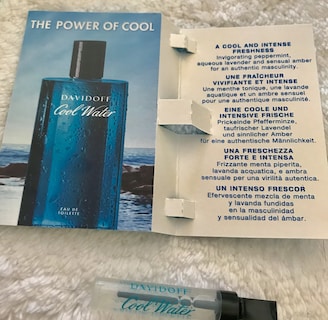 THE POWER OF COOL
DAVIDOFF
Cool Water
EAU DE
TOILETTE
A COOL AND INTENSE
FRESHNESS
Invigorating peppermint,
aqueous lavender and sensual amber
for an authentic masculinity
UNE FRAÎCHEUR
VIVIFIANTE ET INTENSE
Une menthe tonique, une lavande
aquatique et un ambre sensuel
pour une authentique masculinité.
EINE COOLE UND
INTENSIVE FRISCHE
Prickelnde Pfefferminze,
taufrischer Lavendel
und sinnlicher Amber
für eine authentische Männlichkeit.
UNA FRESCHEZZA
FORTE E INTENSA
Frizzante menta piperita,
lavanda acquatica, e ambra
sensuale per una virilità autentica.
UN INTENSO FRESCOR
Efervescente mezcla de menta
y lavanda fundidas
en la masculinidad
y sensualidad del ámbar.
DAVIDOFF
Cool Water